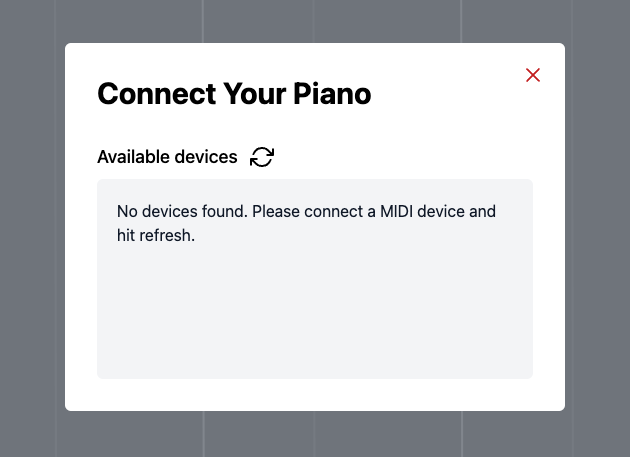 Connect Your Piano
Available devices
No devices found. Please connect a MIDI device and
hit refresh.